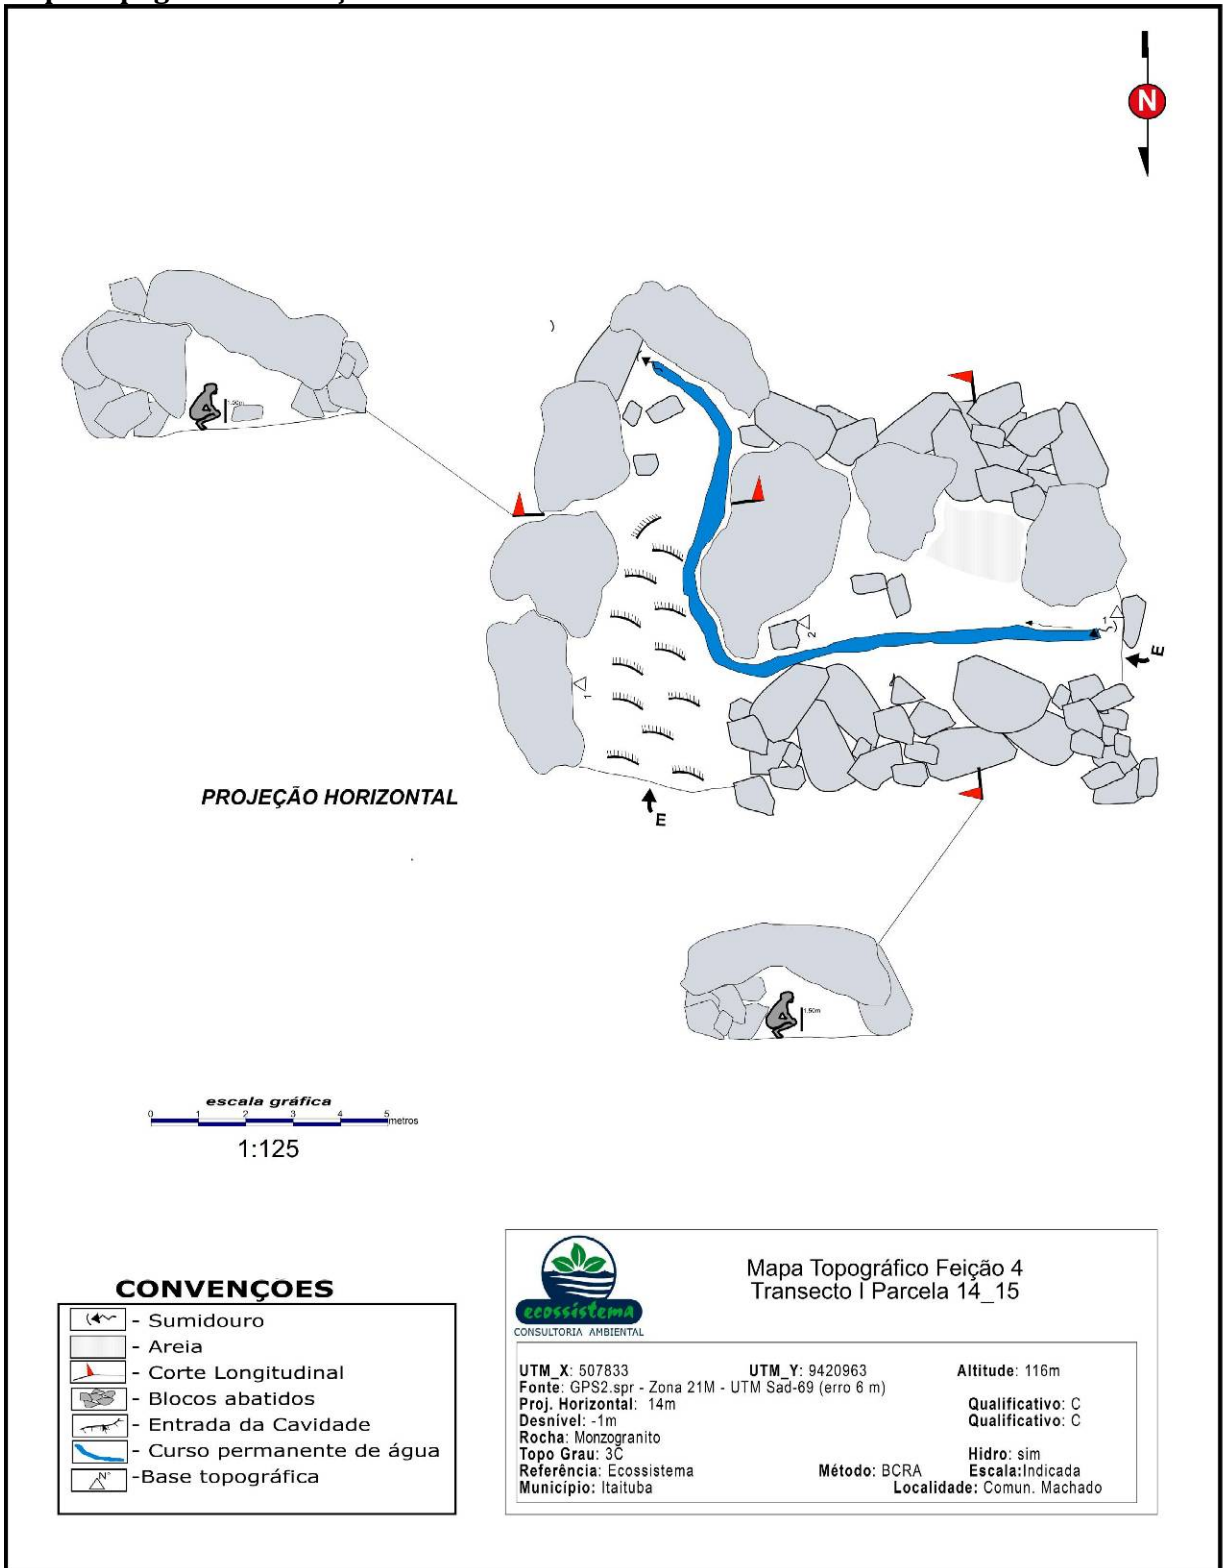 N
1.50m
1
2
1
E
E
PROJEÇÃO HORIZONTAL
1.50m
escala gráfica
0 1 2 3 4 5
metros
1:125
CONVENÇÕES
- Sumidouro
- Areia
- Corte Longitudinal
- Blocos abatidos
- Entrada da Cavidade
- Curso permanente de água
N° -Base topográfica
ecossistema
CONSULTORIA AMBIENTAL
Mapa Topográfico Feição 4
Transecto I Parcela 14_15
UTM_X: 507833 UTM_Y: 9420963 Altitude: 116m
Fonte: GPS2.spr - Zona 21M - UTM Sad-69 (erro 6 m)
Proj. Horizontal: 14m Qualificativo: C
Desnível: -1m Qualificativo: C
Rocha: Monzogranito
Topo Grau: 3C Hidro: sim
Referência: Ecossistema Método: BCRA Escala:Indicada
Município: Itaituba Localidade: Comun. Machado